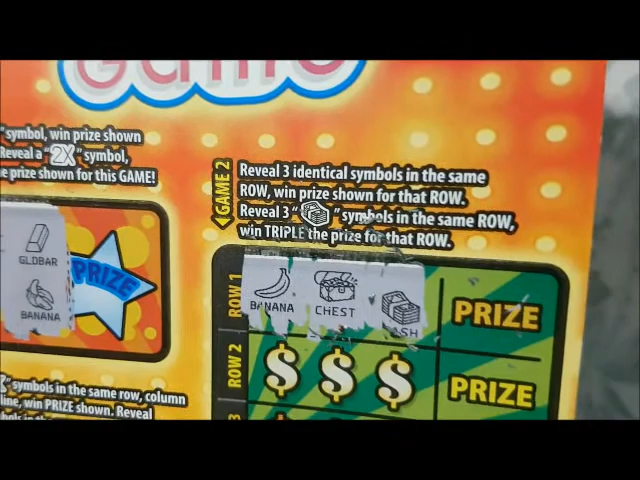 Game
" symbol, win prize shown
Reveal a "2X" symbol,
e prize shown for this GAME!
GLDBAR
BANANA
PRIZE
" symbols in the same row, column
line, win PRIZE shown. Reveal
GAME 2
Reveal 3 identical symbols in the same
ROW, win prize shown for that ROW.
Reveal 3 " " symbols in the same ROW,
win TRIPLE the prize for that ROW.
ROW 1
BANANA
CHEST
CASH
PRIZE
ROW 2
$ $ $
PRIZE
3